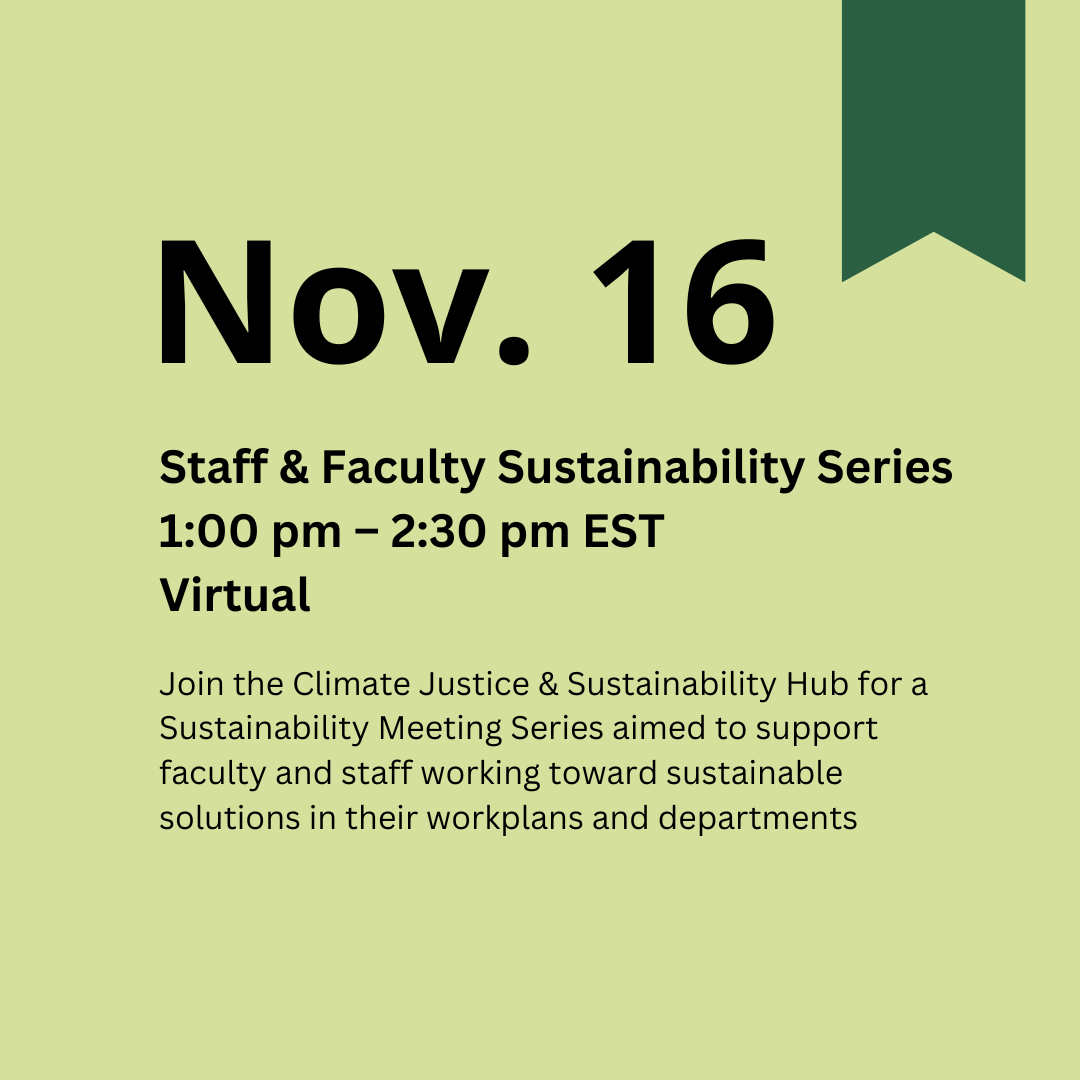 Nov. 16
Staff & Faculty Sustainability Series
1:00 pm – 2:30 pm EST
Virtual
Join the Climate Justice & Sustainability Hub for a
Sustainability Meeting Series aimed to support
faculty and staff working toward sustainable
solutions in their workplans and departments